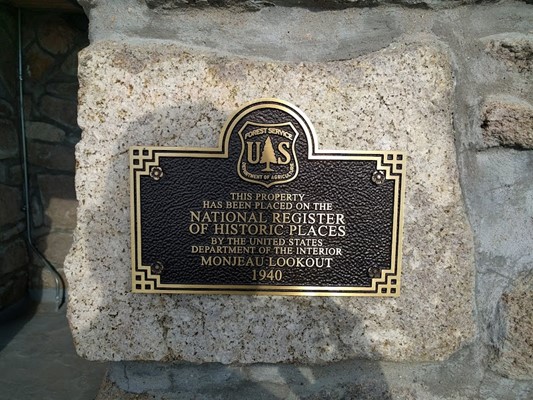 FOREST SERVICE
U S
DEPARTMENT OF AGRICULTURE
THIS PROPERTY
HAS BEEN PLACED ON THE
NATIONAL REGISTER
OF HISTORIC PLACES
BY THE UNITED STATES
DEPARTMENT OF THE INTERIOR
MONJEAU LOOKOUT
1940